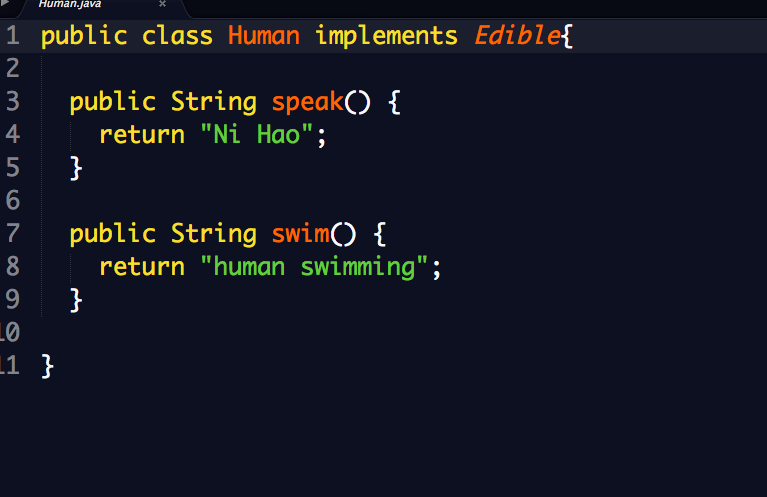 Human.java ×
1 public class Human implements Edible{
2
3 public String speak() {
4 return "Ni Hao";
5 }
6
7 public String swim() {
8 return "human swimming";
9 }
10
11 }